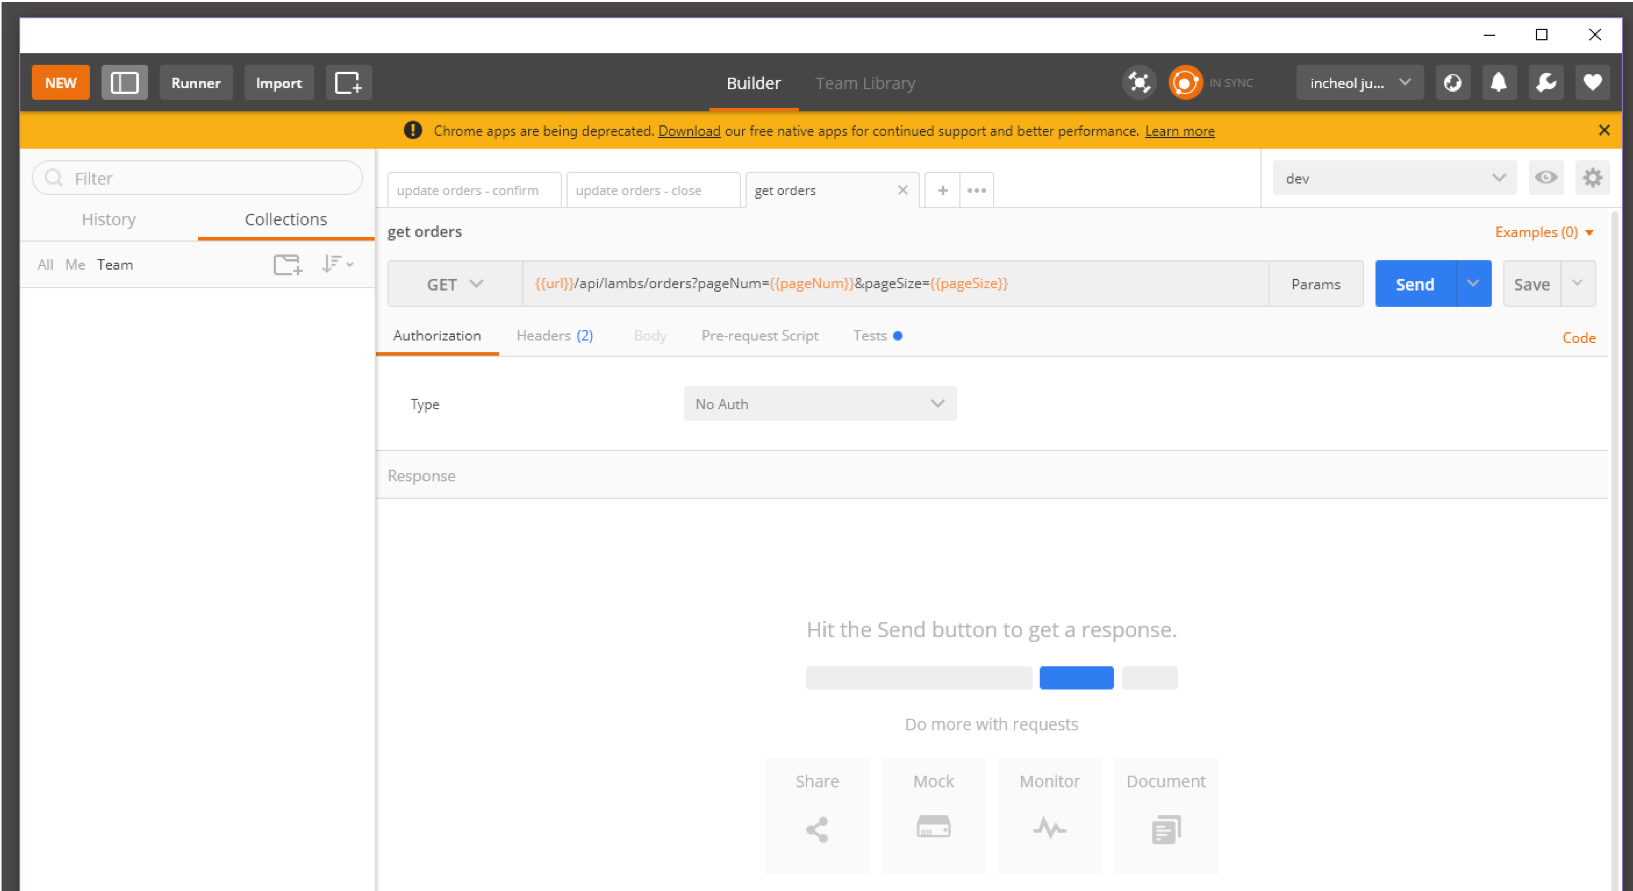 NEW
Runner
Import
Builder
Team Library
IN SYNC
incheol ju...
Chrome apps are being deprecated. Download our free native apps for continued support and better performance. Learn more
Filter
History
Collections
All Me Team
update orders - confirm
update orders - close
get orders
+
dev
get orders
Examples (0)
GET
{{url}}/api/lambs/orders?pageNum={{pageNum}}&pageSize={{pageSize}}
Params
Send
Save
Authorization
Headers (2)
Body
Pre-request Script
Tests
Code
Type
No Auth
Response
Hit the Send button to get a response.
Do more with requests
Share
Mock
Monitor
Document